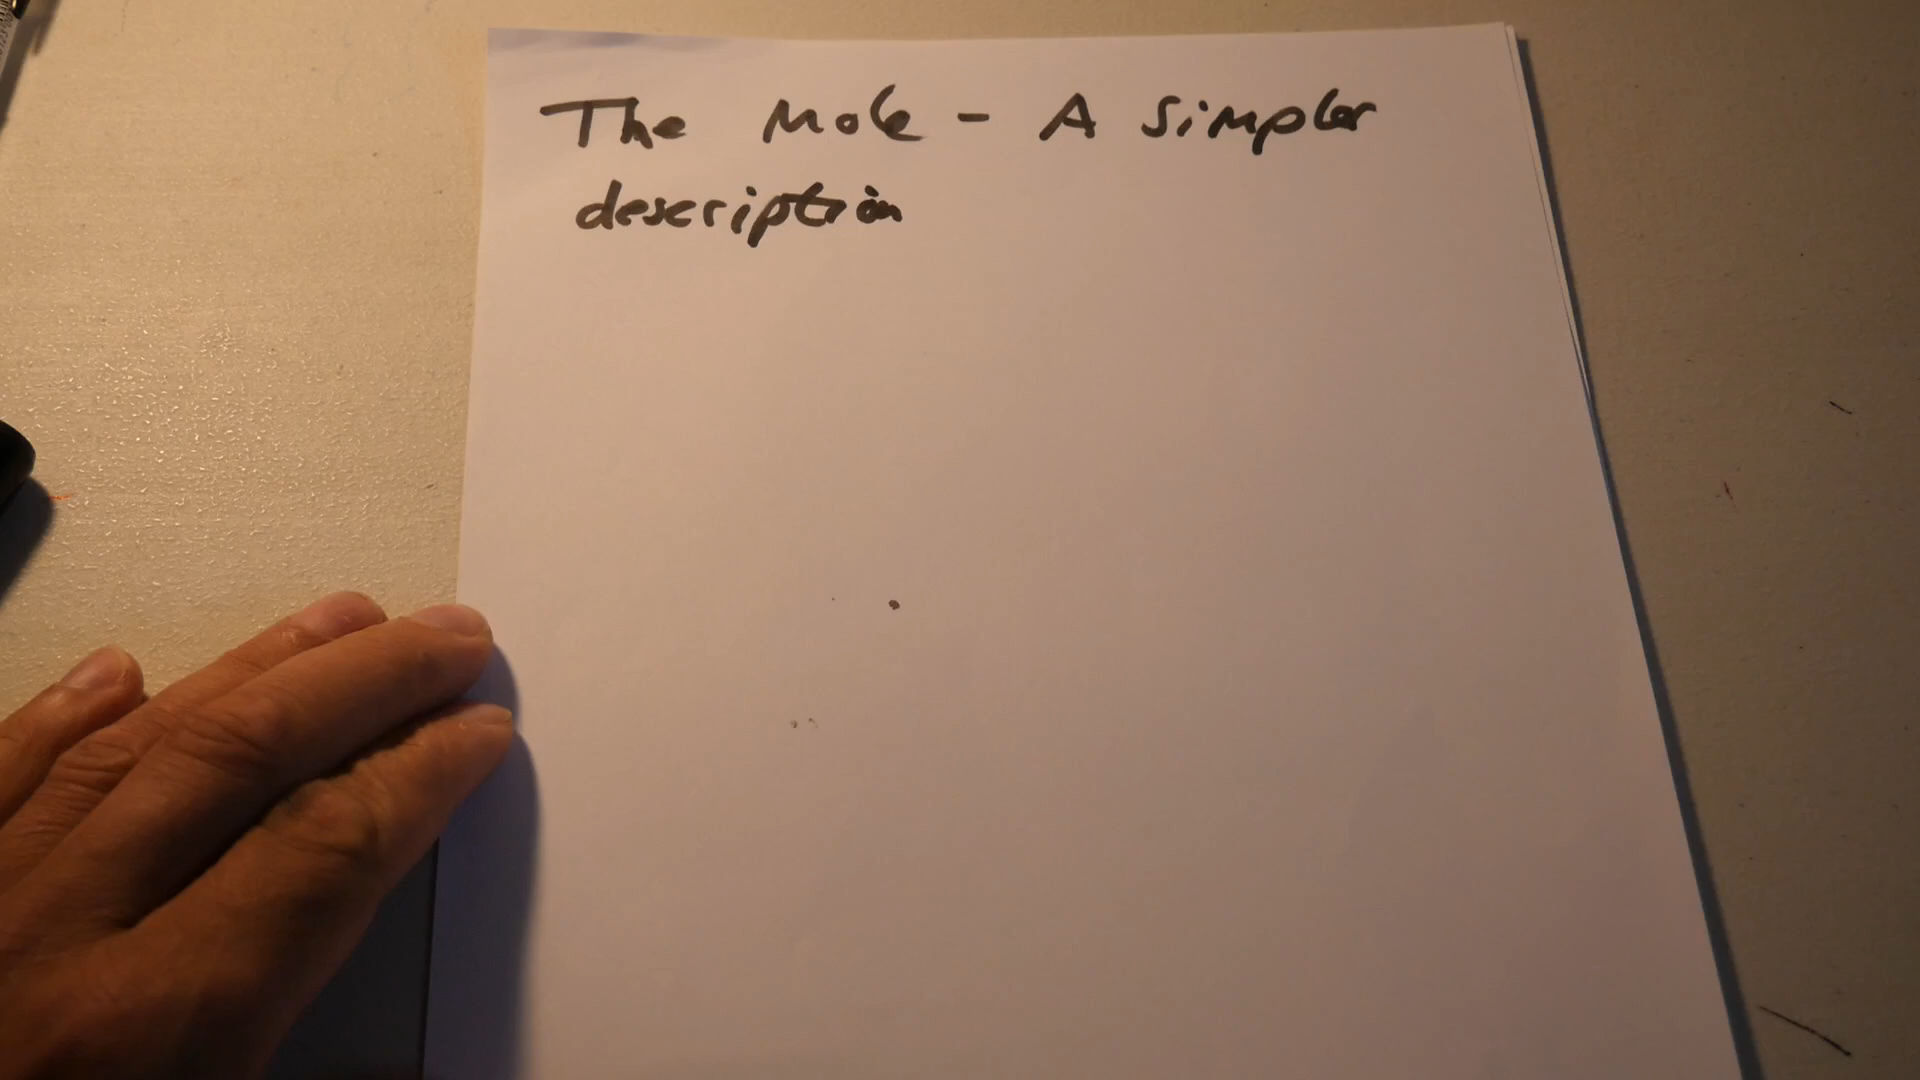 The Mole - A simpler
description